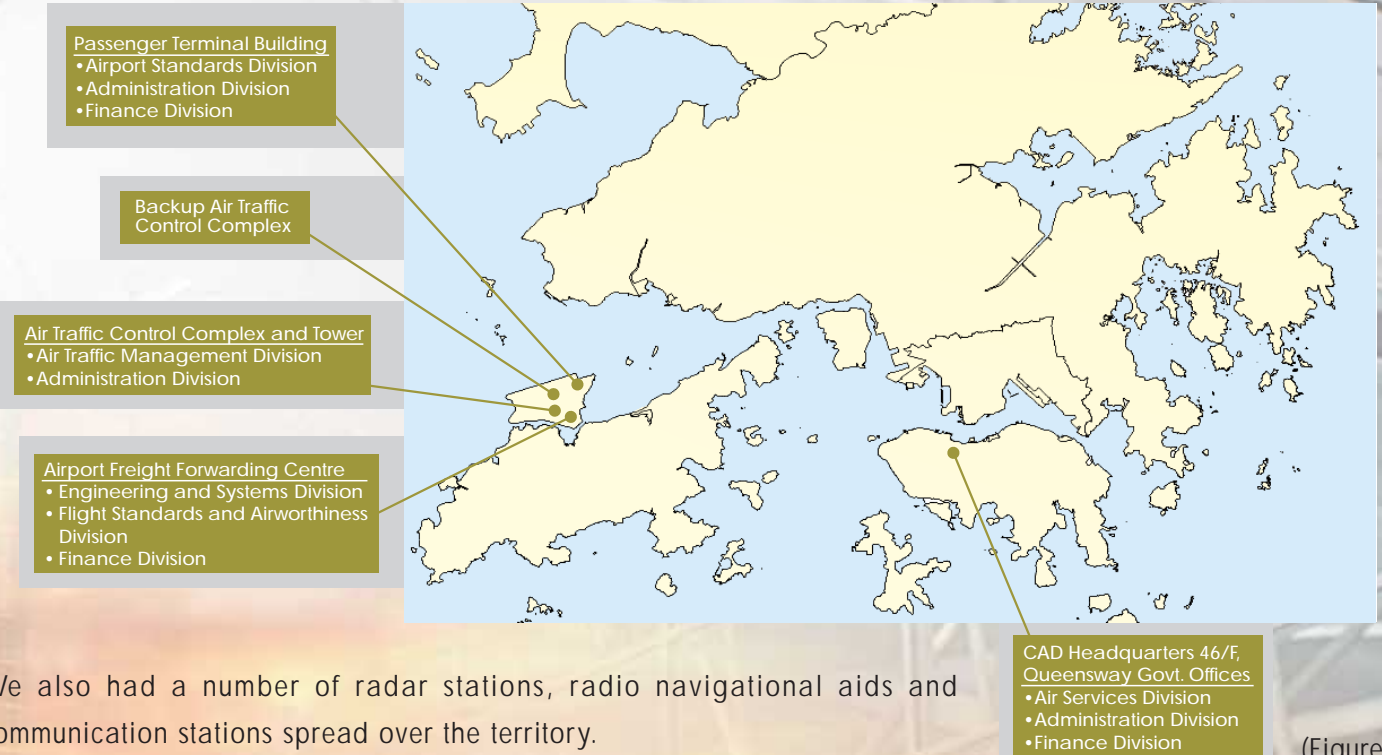 Passenger Terminal Building
•Airport Standards Division
•Administration Division
•Finance Division
Backup Air Traffic
Control Complex
Air Traffic Control Complex and Tower
•Air Traffic Management Division
•Administration Division
Airport Freight Forwarding Centre
• Engineering and Systems Division
• Flight Standards and Airworthiness
Division
• Finance Division
CAD Headquarters 46/F,
Queensway Govt. Offices
•Air Services Division
•Administration Division
•Finance Division
We also had a number of radar stations, radio navigational aids and
communication stations spread over the territory.
(Figure